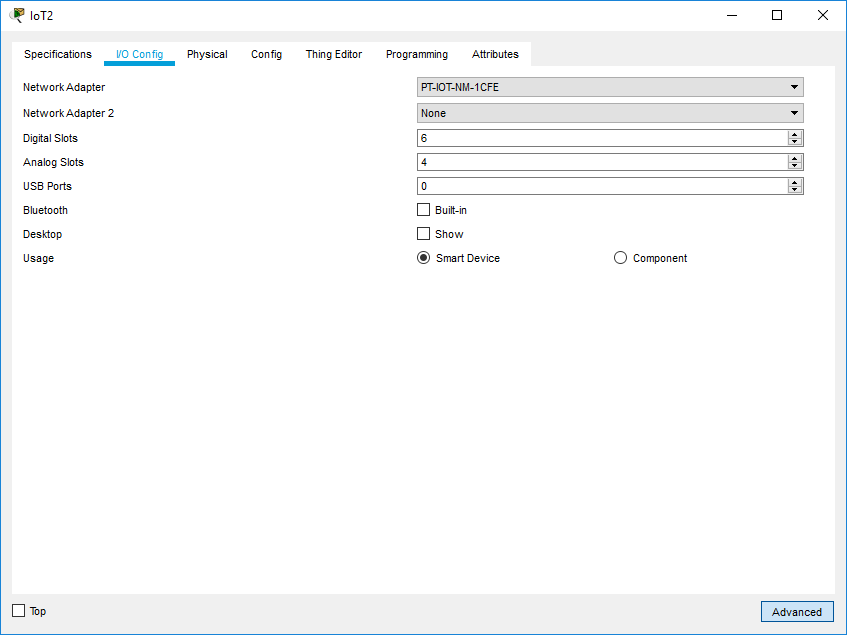 IoT2
Specifications I/O Config Physical Config Thing Editor Programming Attributes
Network Adapter PT-IOT-NM-1CFE
Network Adapter 2 None
Digital Slots 6
Analog Slots 4
USB Ports 0
Bluetooth Built-in
Desktop Show
Usage Smart Device Component
Top Advanced